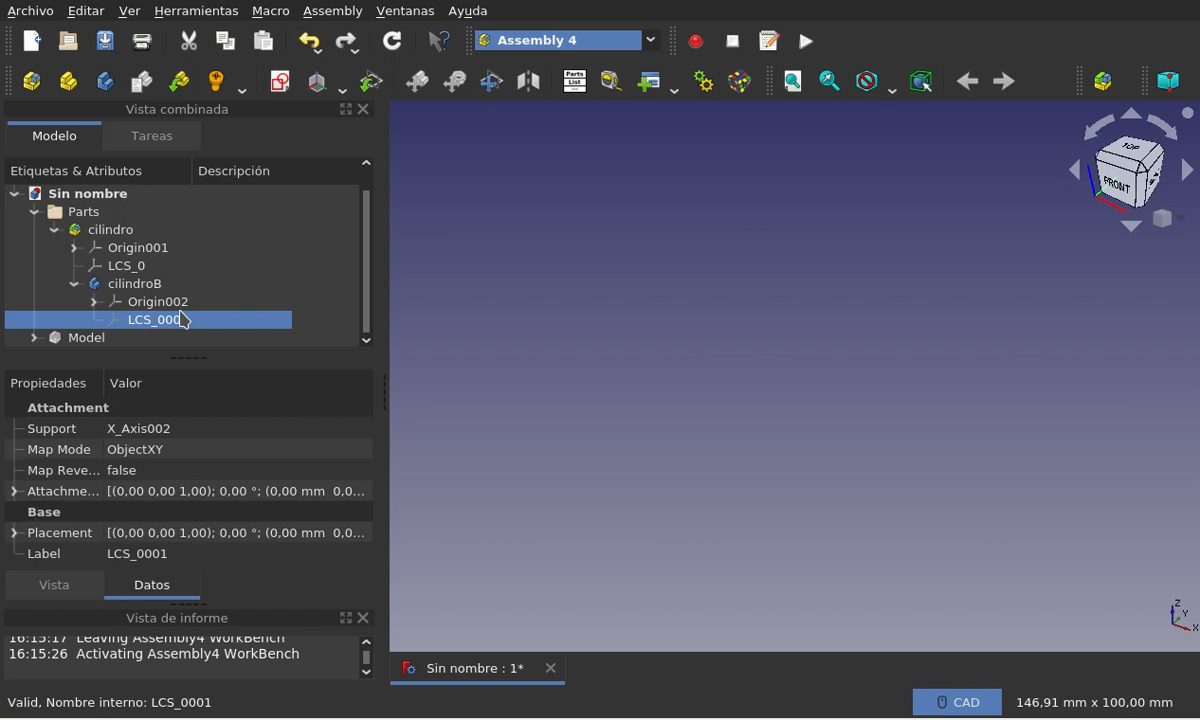 Archivo Editar Ver Herramientas Macro Assembly Ventanas Ayuda
Assembly 4
Parts
List
Vista combinada
Modelo Tareas
Etiquetas & Atributos Descripción
Sin nombre
Parts
cilindro
Origin001
LCS_0
cilindroB
Origin002
LCS_000
Model
Propiedades Valor
Attachment
Support X_Axis002
Map Mode ObjectXY
Map Reve... false
Attachme... [(0,00 0,00 1,00); 0,00 °; (0,00 mm 0,0...
Base
Placement [(0,00 0,00 1,00); 0,00 °; (0,00 mm 0,0...
Label LCS_0001
Vista Datos
Vista de informe
16:15:17 Leaving Assembly4 WorkBench
16:15:26 Activating Assembly4 WorkBench
TOP
FRONT
Z
Y
X
Sin nombre : 1*
Valid, Nombre interno: LCS_0001
CAD 146,91 mm x 100,00 mm